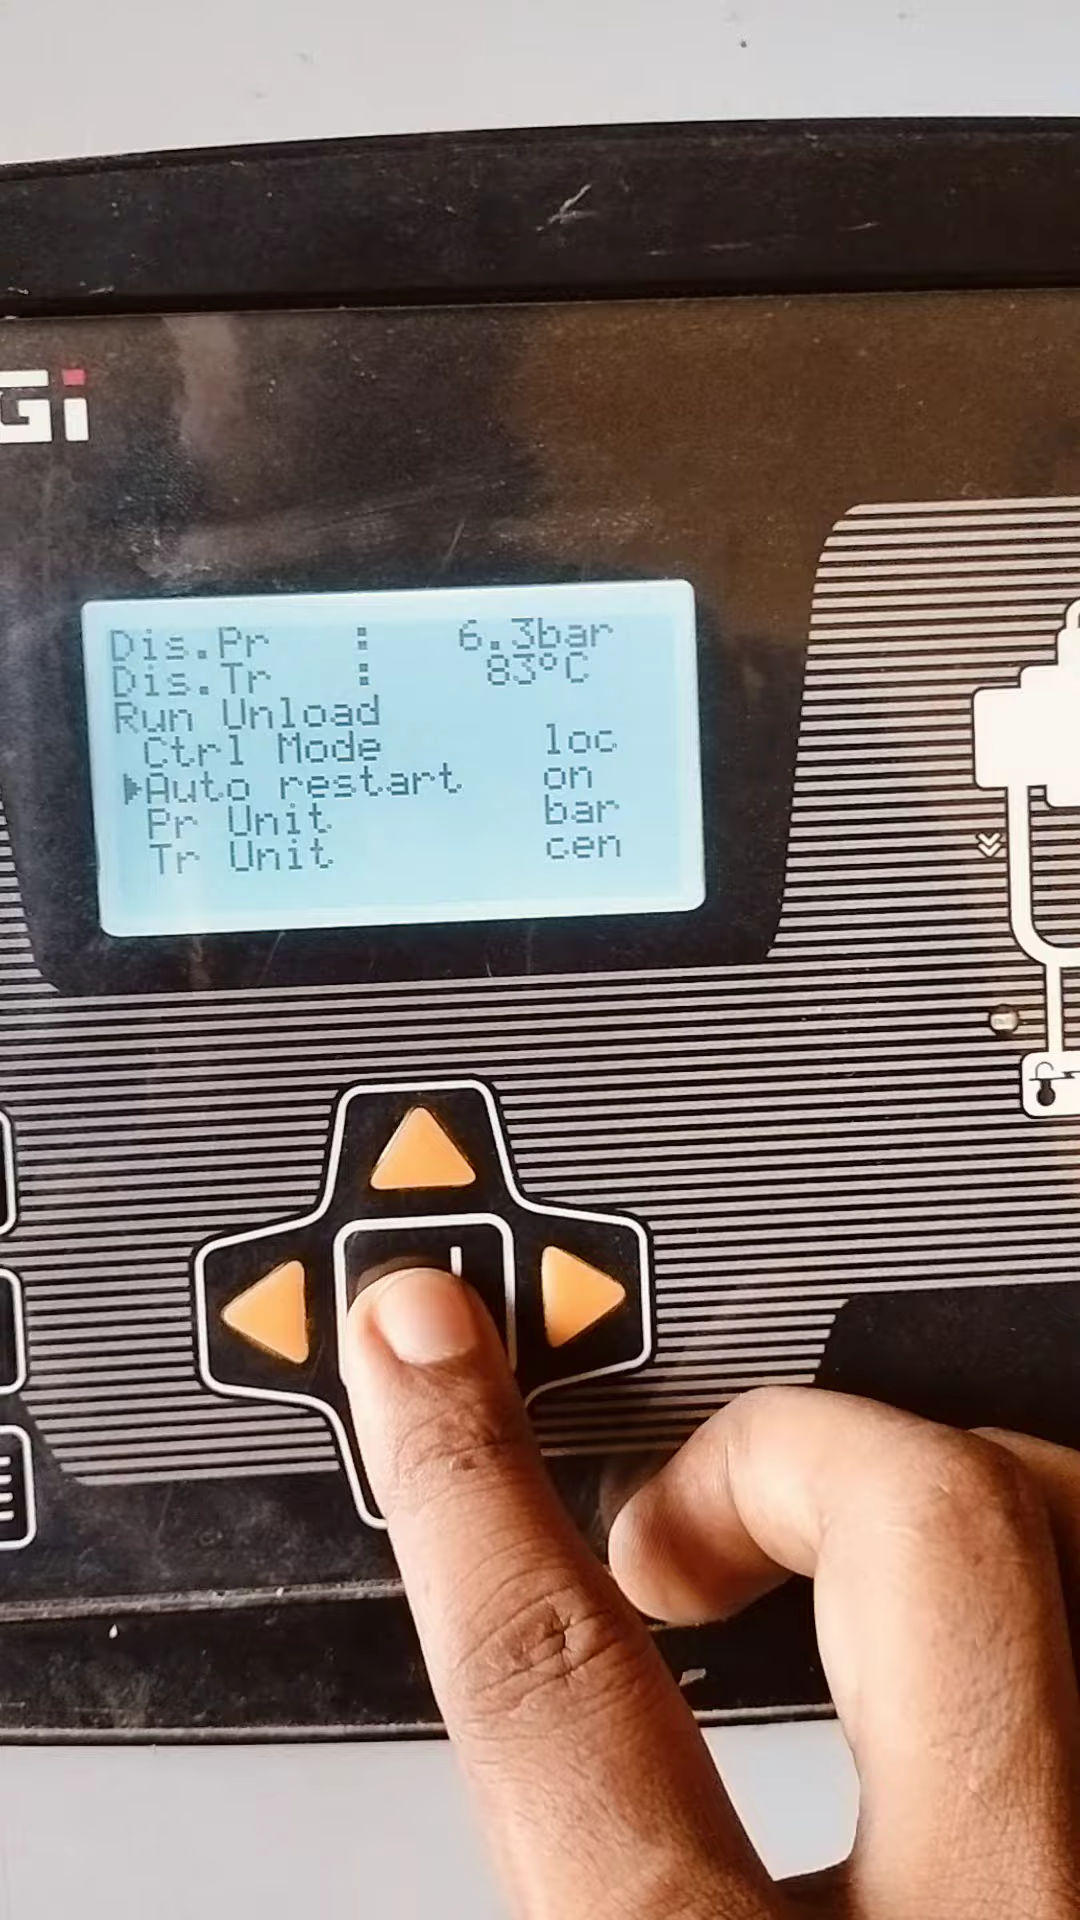 Gi
Dis.Pr : 6.3bar
Dis.Tr : 83ºC
Run Unload
Ctrl Mode loc
Auto restart on
Pr Unit bar
Tr Unit cen